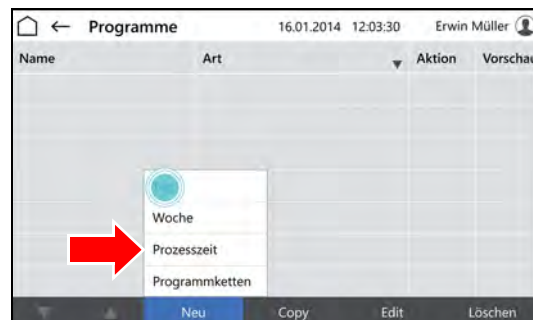 Programme 16.01.2014 12:03:30 Erwin Müller
Name Art Aktion Vorschau
Woche
Prozesszeit
Programmketten
Neu Copy Edit Löschen